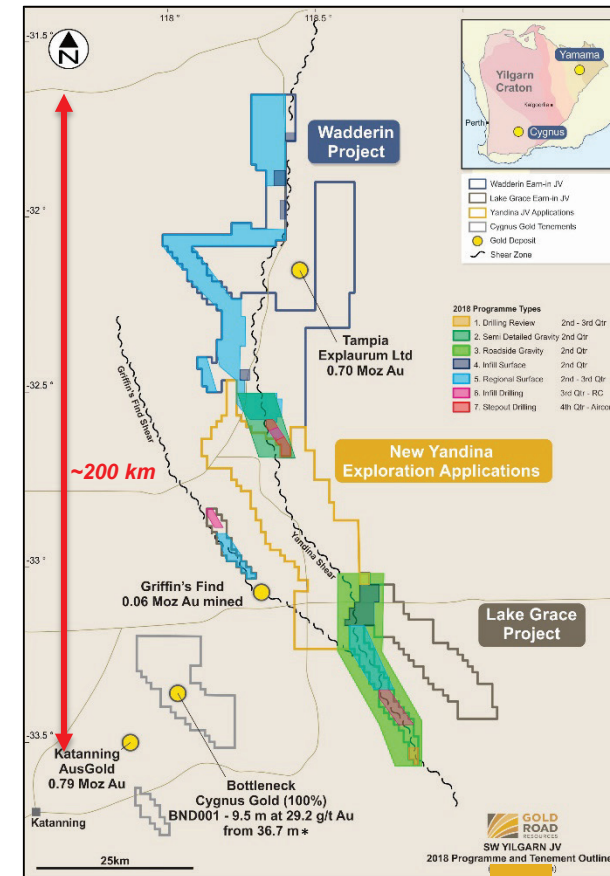 118°
118.5°
-31.5°
N
Yamama
Yilgarn
Craton
Kalgoorlie
Perth
Cygnus
Wadderin
Project
Wadderin Earn-in JV
Lake Grace Earn-in JV
Yandina JV Applications
Cygnus Gold Tenements
Gold Deposit
Shear Zone
-32°
Tampia
Explaurum Ltd
0.70 Moz Au
2018 Programme Types
1. Drilling Review 2nd - 3rd Qtr
2. Semi Detailed Gravity 2nd Qtr
3. Roadside Gravity 2nd Qtr
4. Infill Surface 2nd Qtr
5. Regional Surface 2nd - 3rd Qtr
6. Infill Drilling 3rd Qtr - RC
7. Stepout Drilling 4th Qtr - Aircor
Griffin's Find Shear
-32.5°
~200 km
New Yandina
Exploration Applications
Yandina Shear
-33°
Griffin's Find
0.06 Moz Au mined
Lake Grace
Project
-33.5°
Katanning
AusGold
0.79 Moz Au
Bottleneck
Cygnus Gold (100%)
BND001 - 9.5 m at 29.2 g/t Au
from 36.7 m *
Katanning
25km
GOLD
ROAD
RESOURCES
SW YILGARN JV
2018 Programme and Tenement Outline